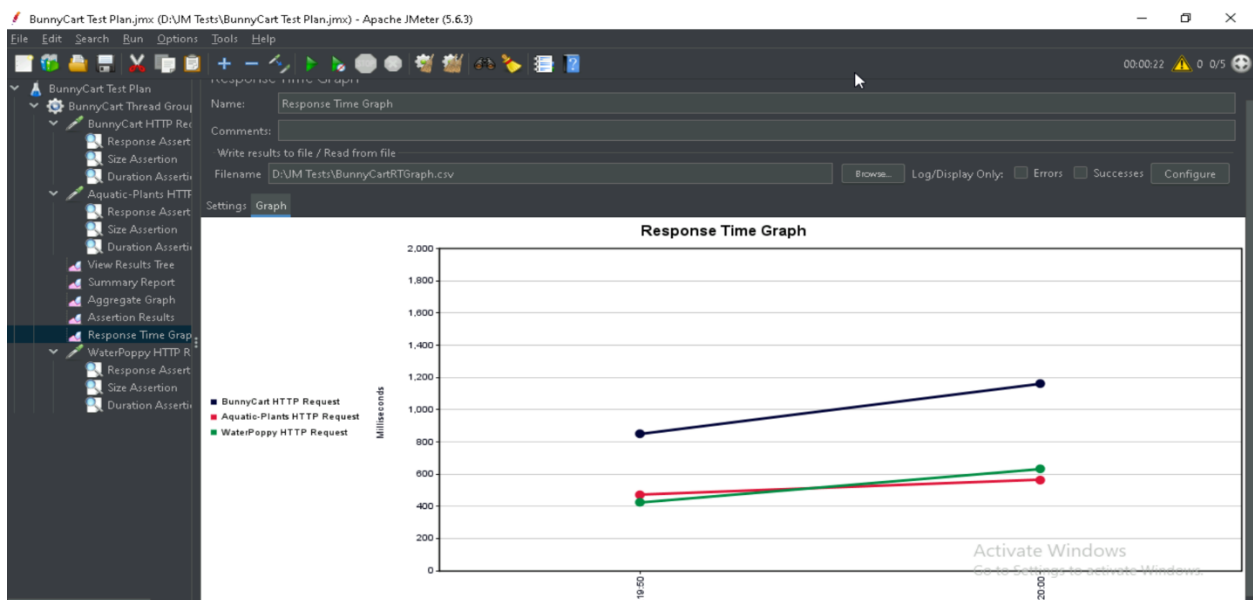 BunnyCart Test Plan.jmx (D:\JM Tests\BunnyCart Test Plan.jmx) - Apache JMeter (5.6.3)
File Edit Search Run Options Tools Help
00:00:22 0 0/5
BunnyCart Test Plan
BunnyCart Thread Grou
BunnyCart HTTP Re
Response Assert
Size Assertion
Duration Asserti
Aquatic-Plants HTTP
Response Assert
Size Assertion
Duration Asserti
View Results Tree
Summary Report
Aggregate Graph
Assertion Results
Response Time Grap
WaterPoppy HTTP R
Response Assert
Size Assertion
Duration Asserti
Response Time Graph
Name: Response Time Graph
Comments:
Write results to file / Read from file
Filename D:\JM Tests\BunnyCartRTGraph.csv Browse... Log/Display Only: Errors Successes Configure
Settings Graph
Response Time Graph
2,000
1,800
1,600
1,400
1,200
1,000
800
600
400
200
0
Milliseconds
BunnyCart HTTP Request
Aquatic-Plants HTTP Request
WaterPoppy HTTP Request
19:50
20:00
Activate Windows
Go to Settings to activate Windows.